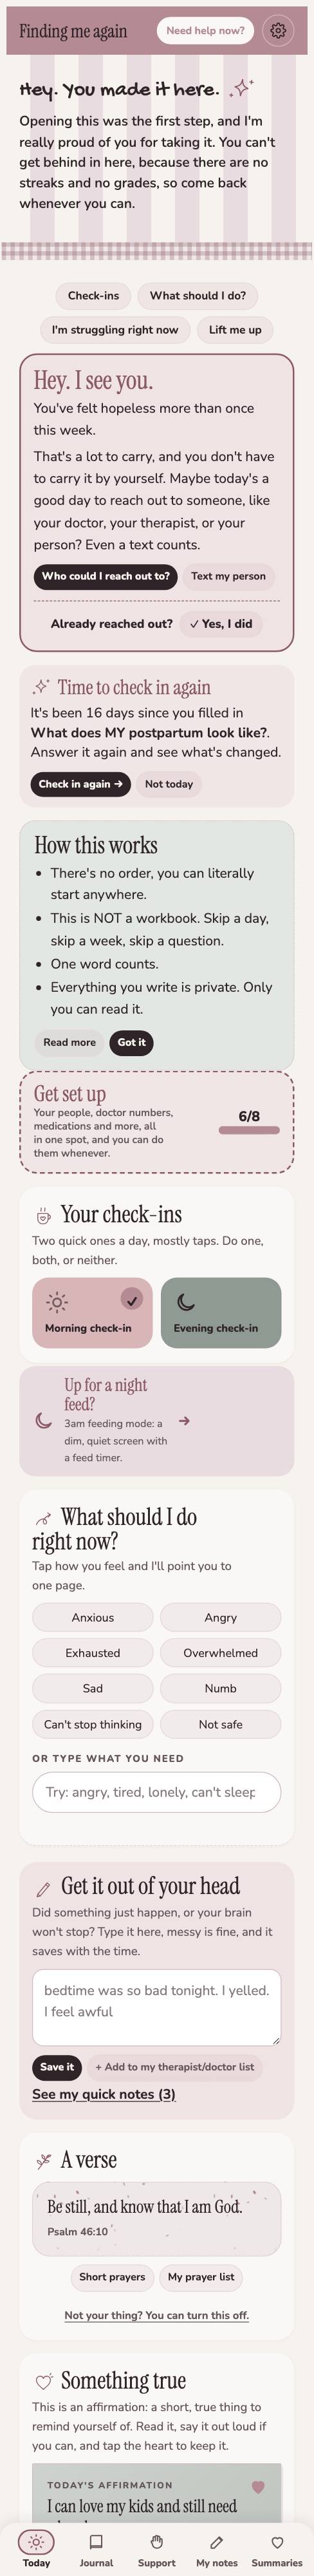 Finding me again
Need help now?
Hey. You made it here.
Opening this was the first step, and I'm
really proud of you for taking it. You can't
get behind in here, because there are no
streaks and no grades, so come back
whenever you can.
Check-ins
What should I do?
I'm struggling right now
Lift me up
Hey. I see you.
You've felt hopeless more than once
this week.
That's a lot to carry, and you don't have
to carry it by yourself. Maybe today's a
good day to reach out to someone, like
your doctor, your therapist, or your
person? Even a text counts.
Who could I reach out to?
Text my person
Already reached out?
✓ Yes, I did
Time to check in again
It's been 16 days since you filled in
What does MY postpartum look like?.
Answer it again and see what's changed.
Check in again →
Not today
How this works
• There's no order, you can literally
start anywhere.
• This is NOT a workbook. Skip a day,
skip a week, skip a question.
• One word counts.
• Everything you write is private. Only
you can read it.
Read more
Got it
Get set up
Your people, doctor numbers,
medications and more, all
in one spot, and you can do
them whenever.
6/8
Your check-ins
Two quick ones a day, mostly taps. Do one,
both, or neither.
Morning check-in
Evening check-in
Up for a night
feed?
3am feeding mode: a
dim, quiet screen with
a feed timer.
→
What should I do
right now?
Tap how you feel and I'll point you to
one page.
Anxious
Angry
Exhausted
Overwhelmed
Sad
Numb
Can't stop thinking
Not safe
OR TYPE WHAT YOU NEED
Try: angry, tired, lonely, can't sleep
Get it out of your head
Did something just happen, or your brain
won't stop? Type it here, messy is fine, and it
saves with the time.
bedtime was so bad tonight. I yelled.
I feel awful
Save it
+ Add to my therapist/doctor list
See my quick notes (3)
A verse
Be still, and know that I am God.
Psalm 46:10
Short prayers
My prayer list
Not your thing? You can turn this off.
Something true
This is an affirmation: a short, true thing to
remind yourself of. Read it, say it out loud if
you can, and tap the heart to keep it.
TODAY'S AFFIRMATION
I can love my kids and still need
Today
Journal
Support
My notes
Summaries